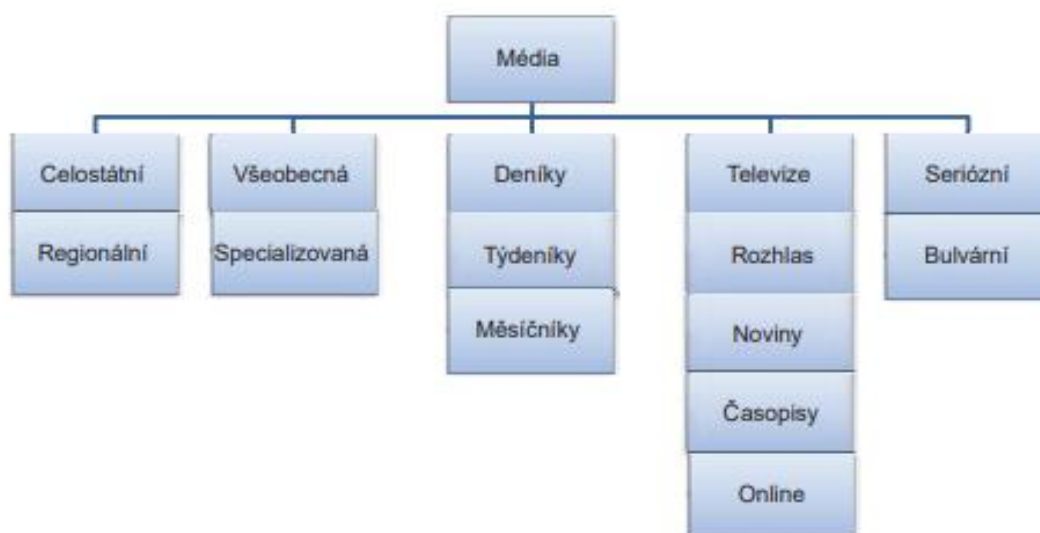 Média
Celostátní
Regionální
Všeobecná
Specializovaná
Deníky
Týdeníky
Měsíčníky
Televize
Rozhlas
Noviny
Časopisy
Online
Seriózní
Bulvární